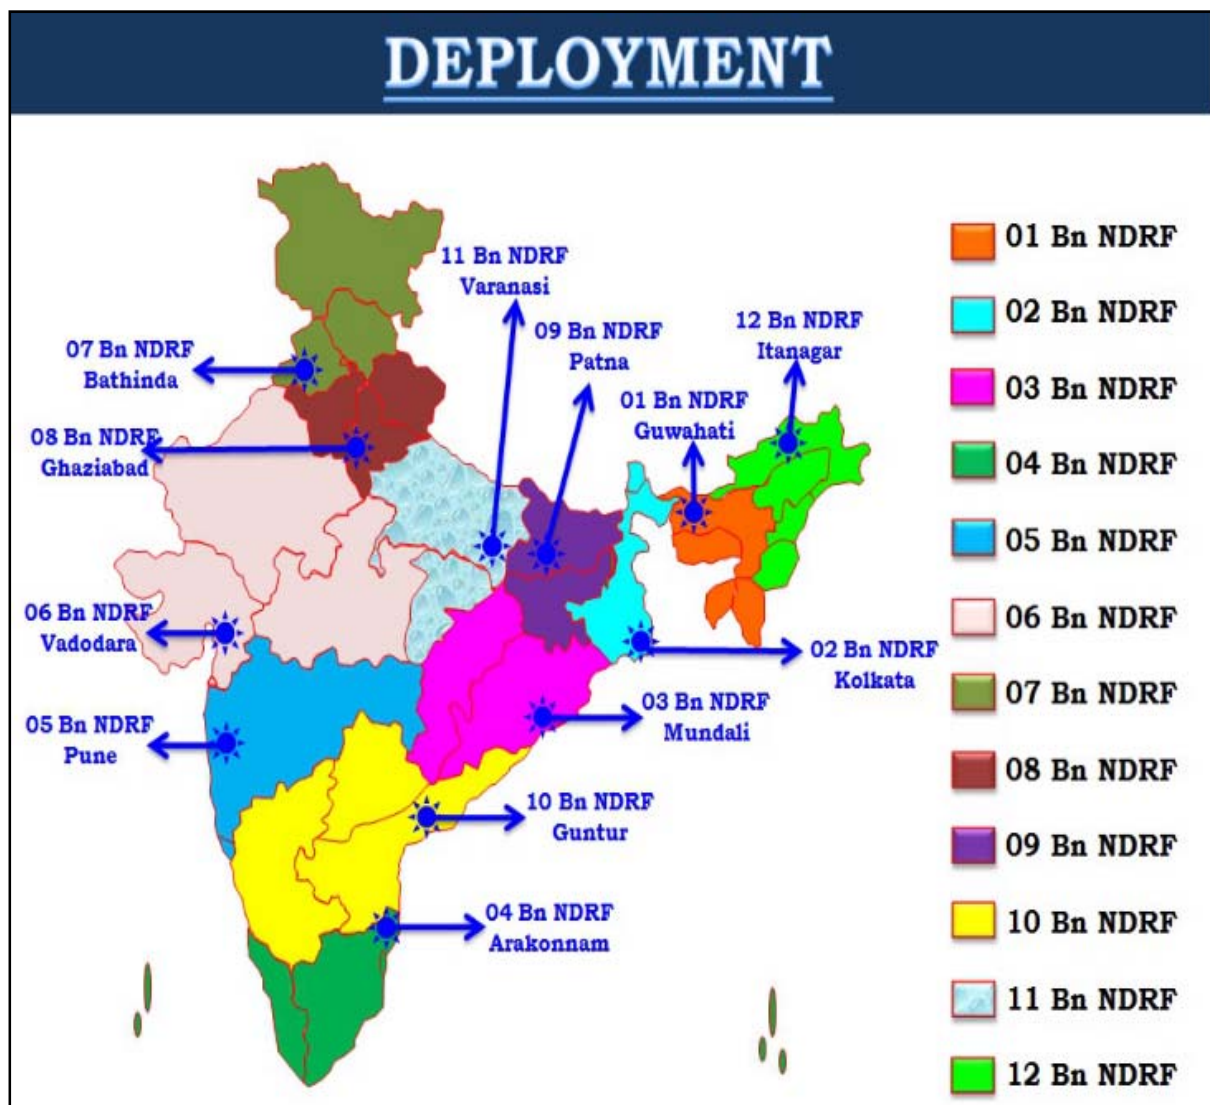 DEPLOYMENT
11 Bn NDRF
Varanasi
09 Bn NDRF
Patna
12 Bn NDRF
Itanagar
07 Bn NDRF
Bathinda
01 Bn NDRF
Guwahati
08 Bn NDRF
Ghaziabad
06 Bn NDRF
Vadodara
02 Bn NDRF
Kolkata
05 Bn NDRF
Pune
03 Bn NDRF
Mundali
10 Bn NDRF
Guntur
04 Bn NDRF
Arakonnam
01 Bn NDRF
02 Bn NDRF
03 Bn NDRF
04 Bn NDRF
05 Bn NDRF
06 Bn NDRF
07 Bn NDRF
08 Bn NDRF
09 Bn NDRF
10 Bn NDRF
11 Bn NDRF
12 Bn NDRF